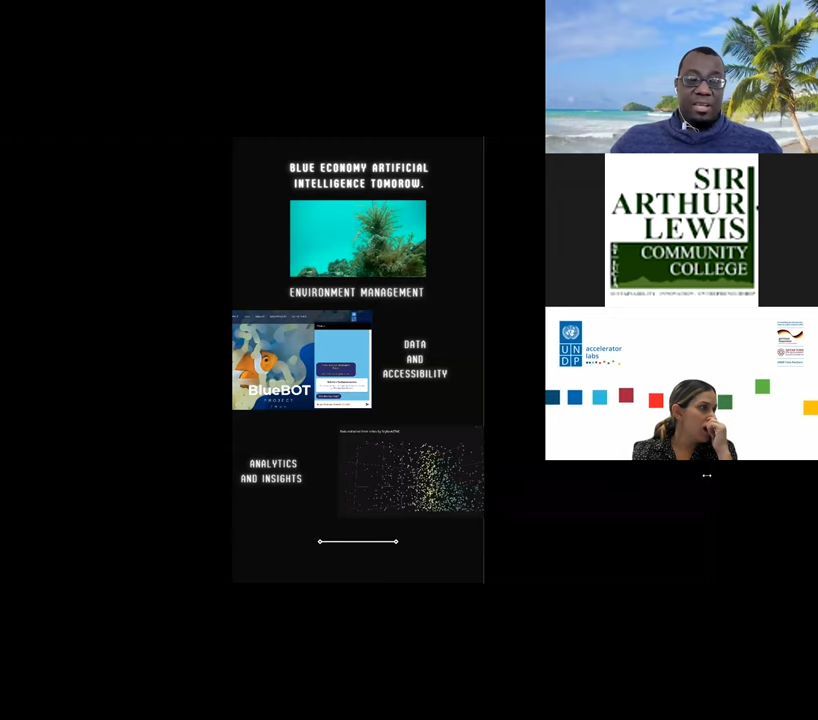 BLUE ECONOMY ARTIFICIAL
INTELLIGENCE TOMOROW.
ENVIRONMENT MANAGEMENT
BlueBOT
PROJECT
DATA
AND
ACCESSIBILITY
ANALYTICS
AND INSIGHTS
SIR
ARTHUR
LEWIS
COMMUNITY
COLLEGE
U N
D P
accelerator
labs